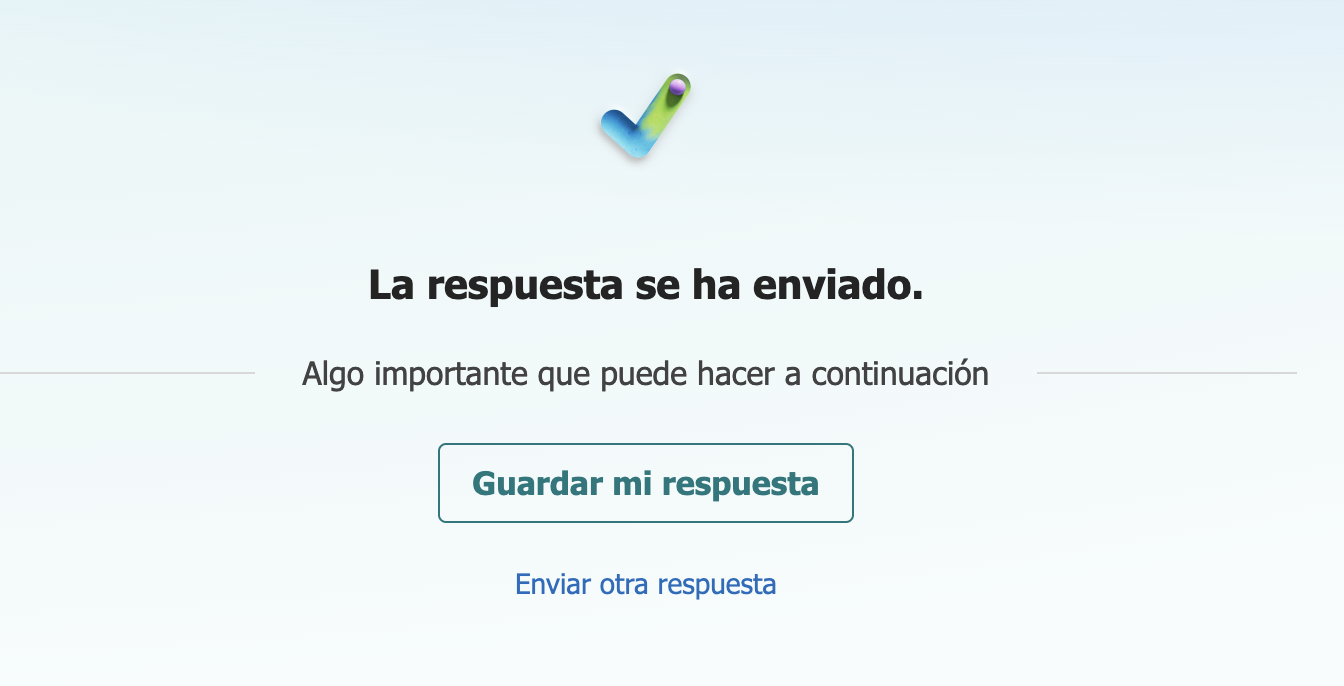 La respuesta se ha enviado.
Algo importante que puede hacer a continuación
Guardar mi respuesta
Enviar otra respuesta